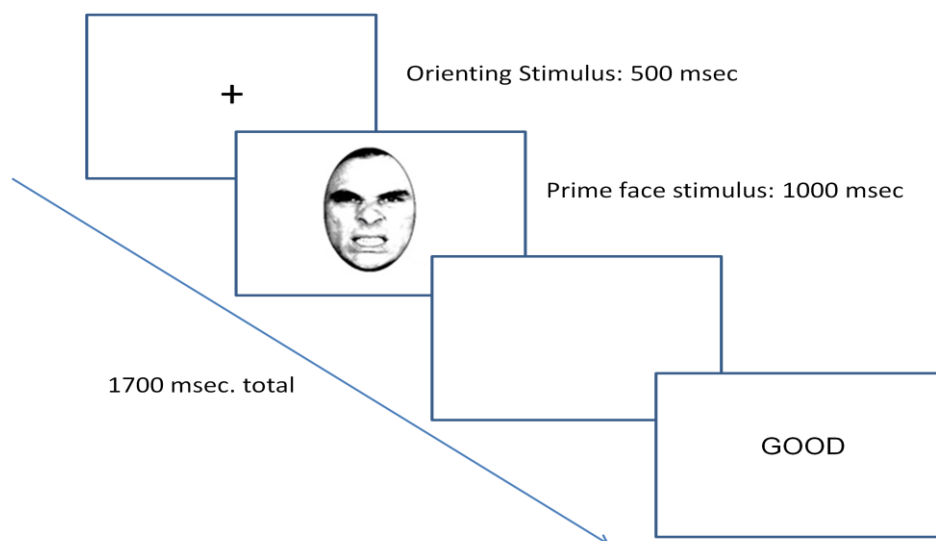 Orienting Stimulus: 500 msec
+
Prime face stimulus: 1000 msec
1700 msec. total
GOOD